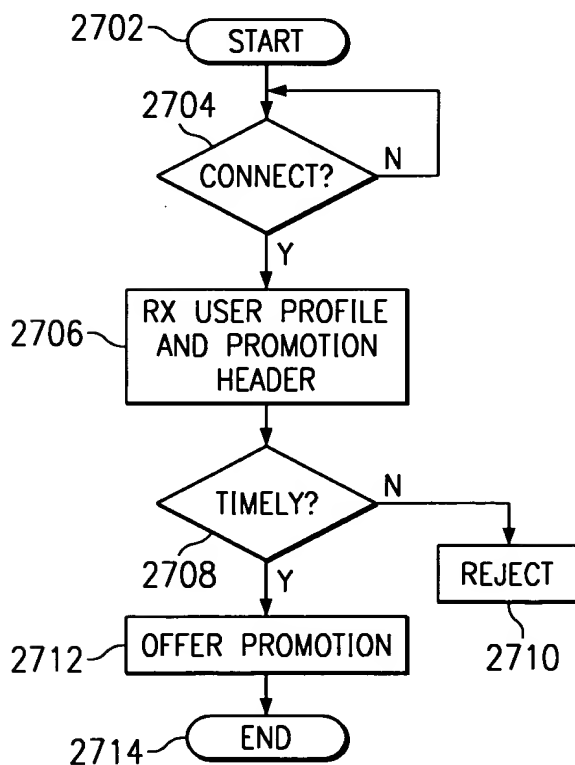 2702
START
2704
CONNECT?
N
Y
2706
RX USER PROFILE
AND PROMOTION
HEADER
TIMELY?
N
2708
Y
REJECT
2710
2712
OFFER PROMOTION
END
2714